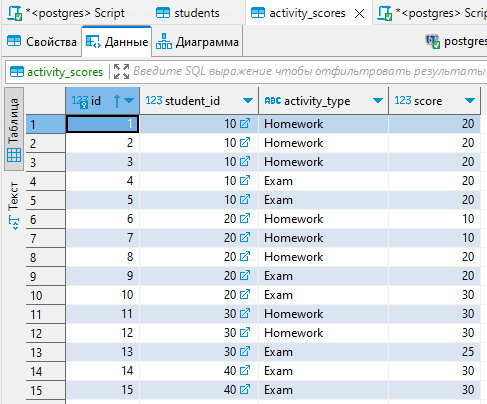 *<postgres> Script students activity_scores *<postgres> Script
Свойства Данные Диаграмма postgres
activity_scores Введите SQL выражение чтобы отфильтровать результаты
Таблица
Текст
id student_id activity_type score
1 1 10 Homework 20
2 2 10 Homework 20
3 3 10 Homework 20
4 4 10 Exam 20
5 5 10 Exam 20
6 6 20 Homework 10
7 7 20 Homework 10
8 8 20 Homework 20
9 9 20 Exam 20
10 10 20 Exam 30
11 11 30 Homework 30
12 12 30 Homework 30
13 13 30 Exam 25
14 14 40 Exam 30
15 15 40 Exam 30